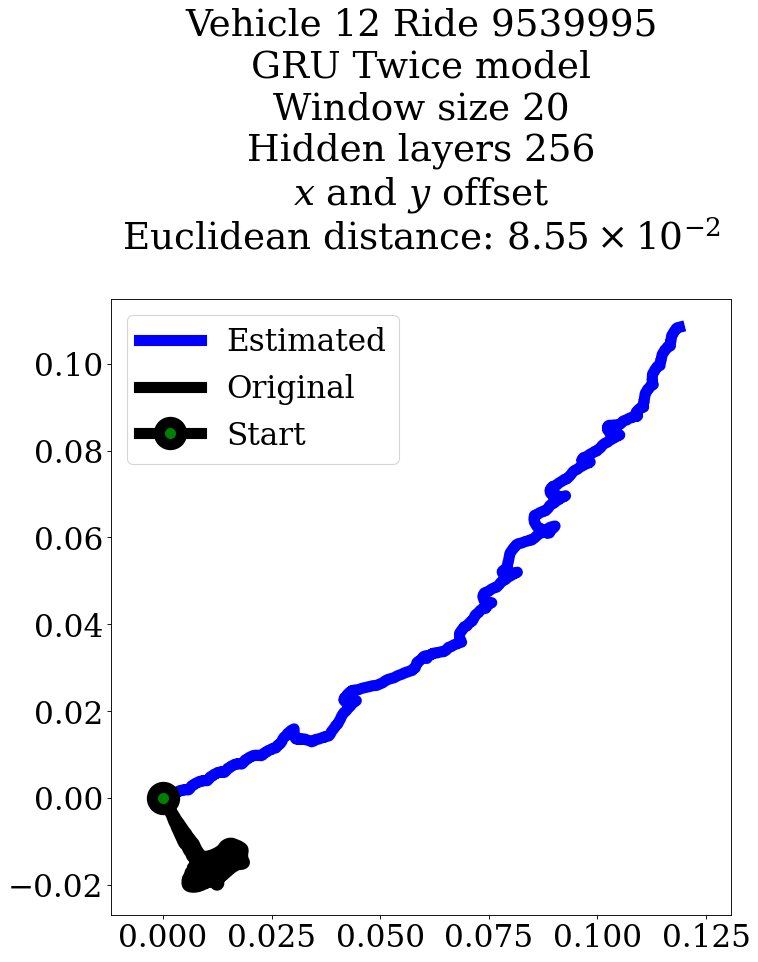 Vehicle 12 Ride 9539995
GRU Twice model
Window size 20
Hidden layers 256
x and y offset
Euclidean distance: 8.55 × 10⁻²
Estimated
Original
Start
0.10
0.08
0.06
0.04
0.02
0.00
−0.02
0.000 0.025 0.050 0.075 0.100 0.125